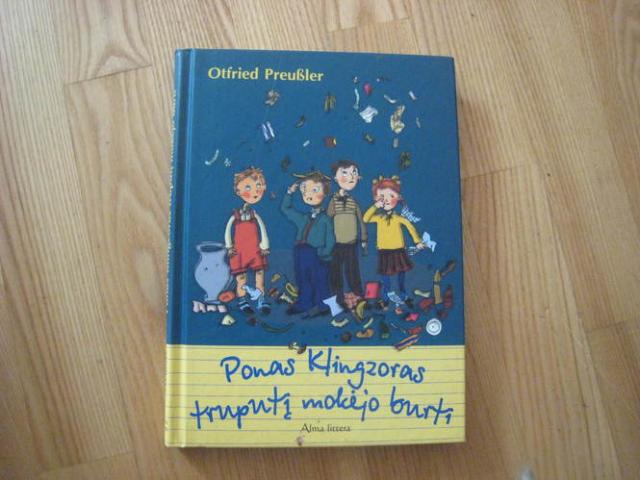 Otfried Preußler
Ponas Klingzoras
truputį mokėjo burti
Alma littera